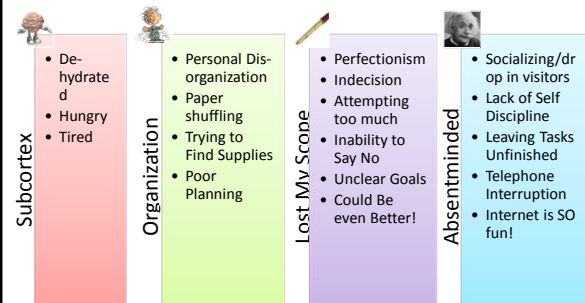 Subcortex
• De-
hydrate
d
• Hungry
• Tired
Organization
• Personal Dis-
organization
• Paper
shuffling
• Trying to
Find Supplies
• Poor
Planning
Lost My Scope
• Perfectionism
• Indecision
• Attempting
too much
• Inability to
Say No
• Unclear Goals
• Could Be
even Better!
Absentminded
• Socializing/dr
op in visitors
• Lack of Self
Discipline
• Leaving Tasks
Unfinished
• Telephone
Interruption
• Internet is SO
fun!